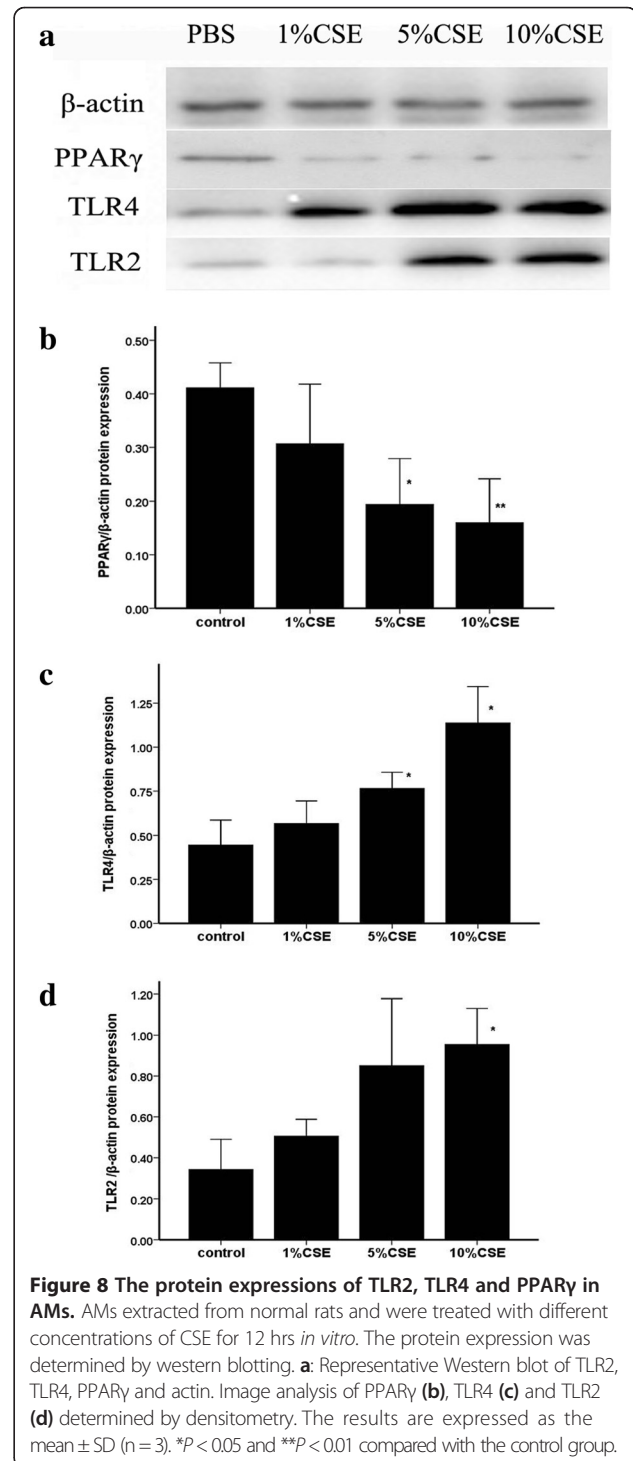 a
PBS 1%CSE 5%CSE 10%CSE
β-actin
PPARγ
TLR4
TLR2
b
PPARγ/β-actin protein expression
0.50
0.40
0.30
0.20
0.10
0.00
*
**
control 1%CSE 5%CSE 10%CSE
c
TLR4/β-actin protein expression
1.25
1.00
0.75
0.50
0.25
0.00
*
*
control 1%CSE 5%CSE 10%CSE
d
TLR2 /β-actin protein expression
1.20
1.00
0.80
0.60
0.40
0.20
0.00
*
control 1%CSE 5%CSE 10%CSE
Figure 8 The protein expressions of TLR2, TLR4 and PPARγ in
AMs. AMs extracted from normal rats and were treated with different
concentrations of CSE for 12 hrs in vitro. The protein expression was
determined by western blotting. a: Representative Western blot of TLR2,
TLR4, PPARγ and actin. Image analysis of PPARγ (b), TLR4 (c) and TLR2
(d) determined by densitometry. The results are expressed as the
mean ± SD (n = 3). *P < 0.05 and **P < 0.01 compared with the control group.